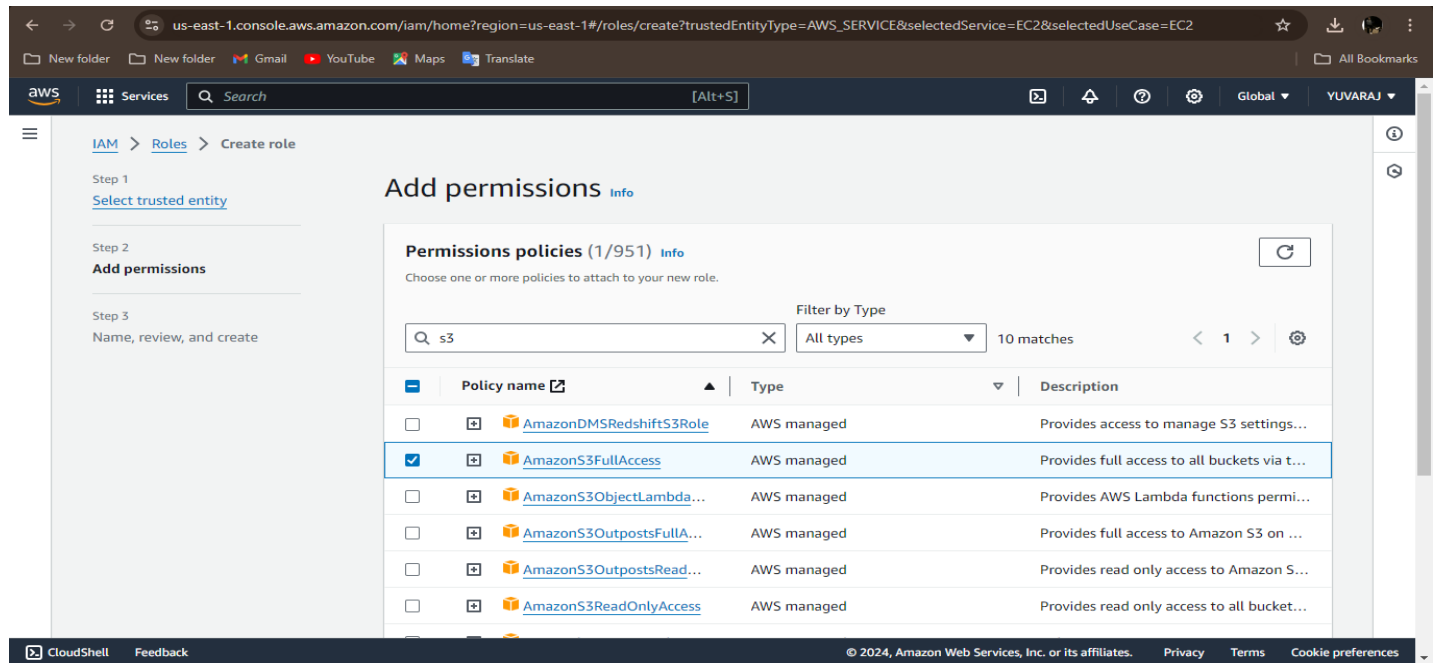 us-east-1.console.aws.amazon.com/iam/home?region=us-east-1#/roles/create?trustedEntityType=AWS_SERVICE&selectedService=EC2&selectedUseCase=EC2
New folder New folder Gmail YouTube Maps Translate All Bookmarks
aws Services Search [Alt+S] Global YUVARAJ
IAM > Roles > Create role
Step 1
Select trusted entity
Step 2
Add permissions
Step 3
Name, review, and create
Add permissions Info
Permissions policies (1/951) Info
Choose one or more policies to attach to your new role.
Filter by Type
s3 All types 10 matches 1
Policy name Type Description
AmazonDMSRedshiftS3Role AWS managed Provides access to manage S3 settings...
AmazonS3FullAccess AWS managed Provides full access to all buckets via t...
AmazonS3ObjectLambda... AWS managed Provides AWS Lambda functions permi...
AmazonS3OutpostsFullA... AWS managed Provides full access to Amazon S3 on ...
AmazonS3OutpostsRead... AWS managed Provides read only access to Amazon S...
AmazonS3ReadOnlyAccess AWS managed Provides read only access to all bucket...
CloudShell Feedback © 2024, Amazon Web Services, Inc. or its affiliates. Privacy Terms Cookie preferences